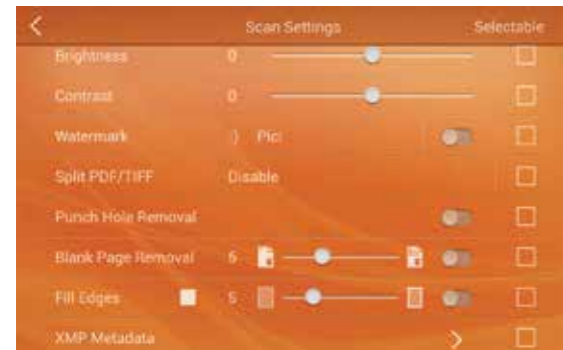 Scan Settings Selectable
Brightness 0
Contrast 0
Watermark Pici
Split PDF/TIFF Disable
Punch Hole Removal
Blank Page Removal 5
Fill Edges 5
XMP Metadata